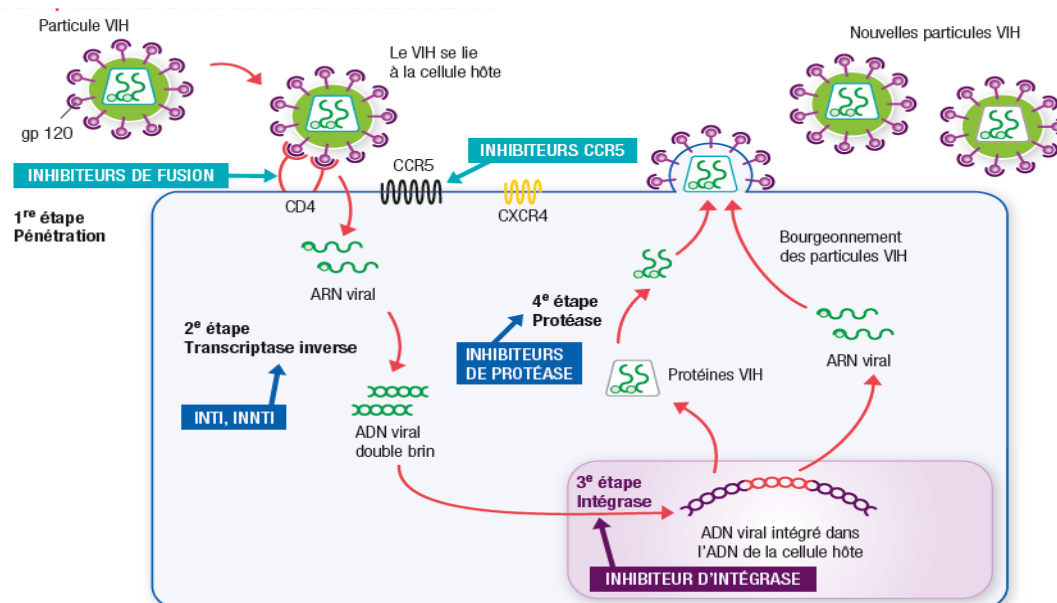 Particule VIH
gp 120
Le VIH se lie
à la cellule hôte
Nouvelles particules VIH
INHIBITEURS DE FUSION
INHIBITEURS CCR5
CCR5
CD4
CXCR4
1re étape
Pénétration
ARN viral
2e étape
Transcriptase inverse
INTI, INNTI
ADN viral
double brin
4e étape
Protéase
INHIBITEURS
DE PROTÉASE
Protéines VIH
Bourgeonnement
des particules VIH
ARN viral
3e étape
Intégrase
ADN viral intégré dans
l'ADN de la cellule hôte
INHIBITEUR D'INTÉGRASE